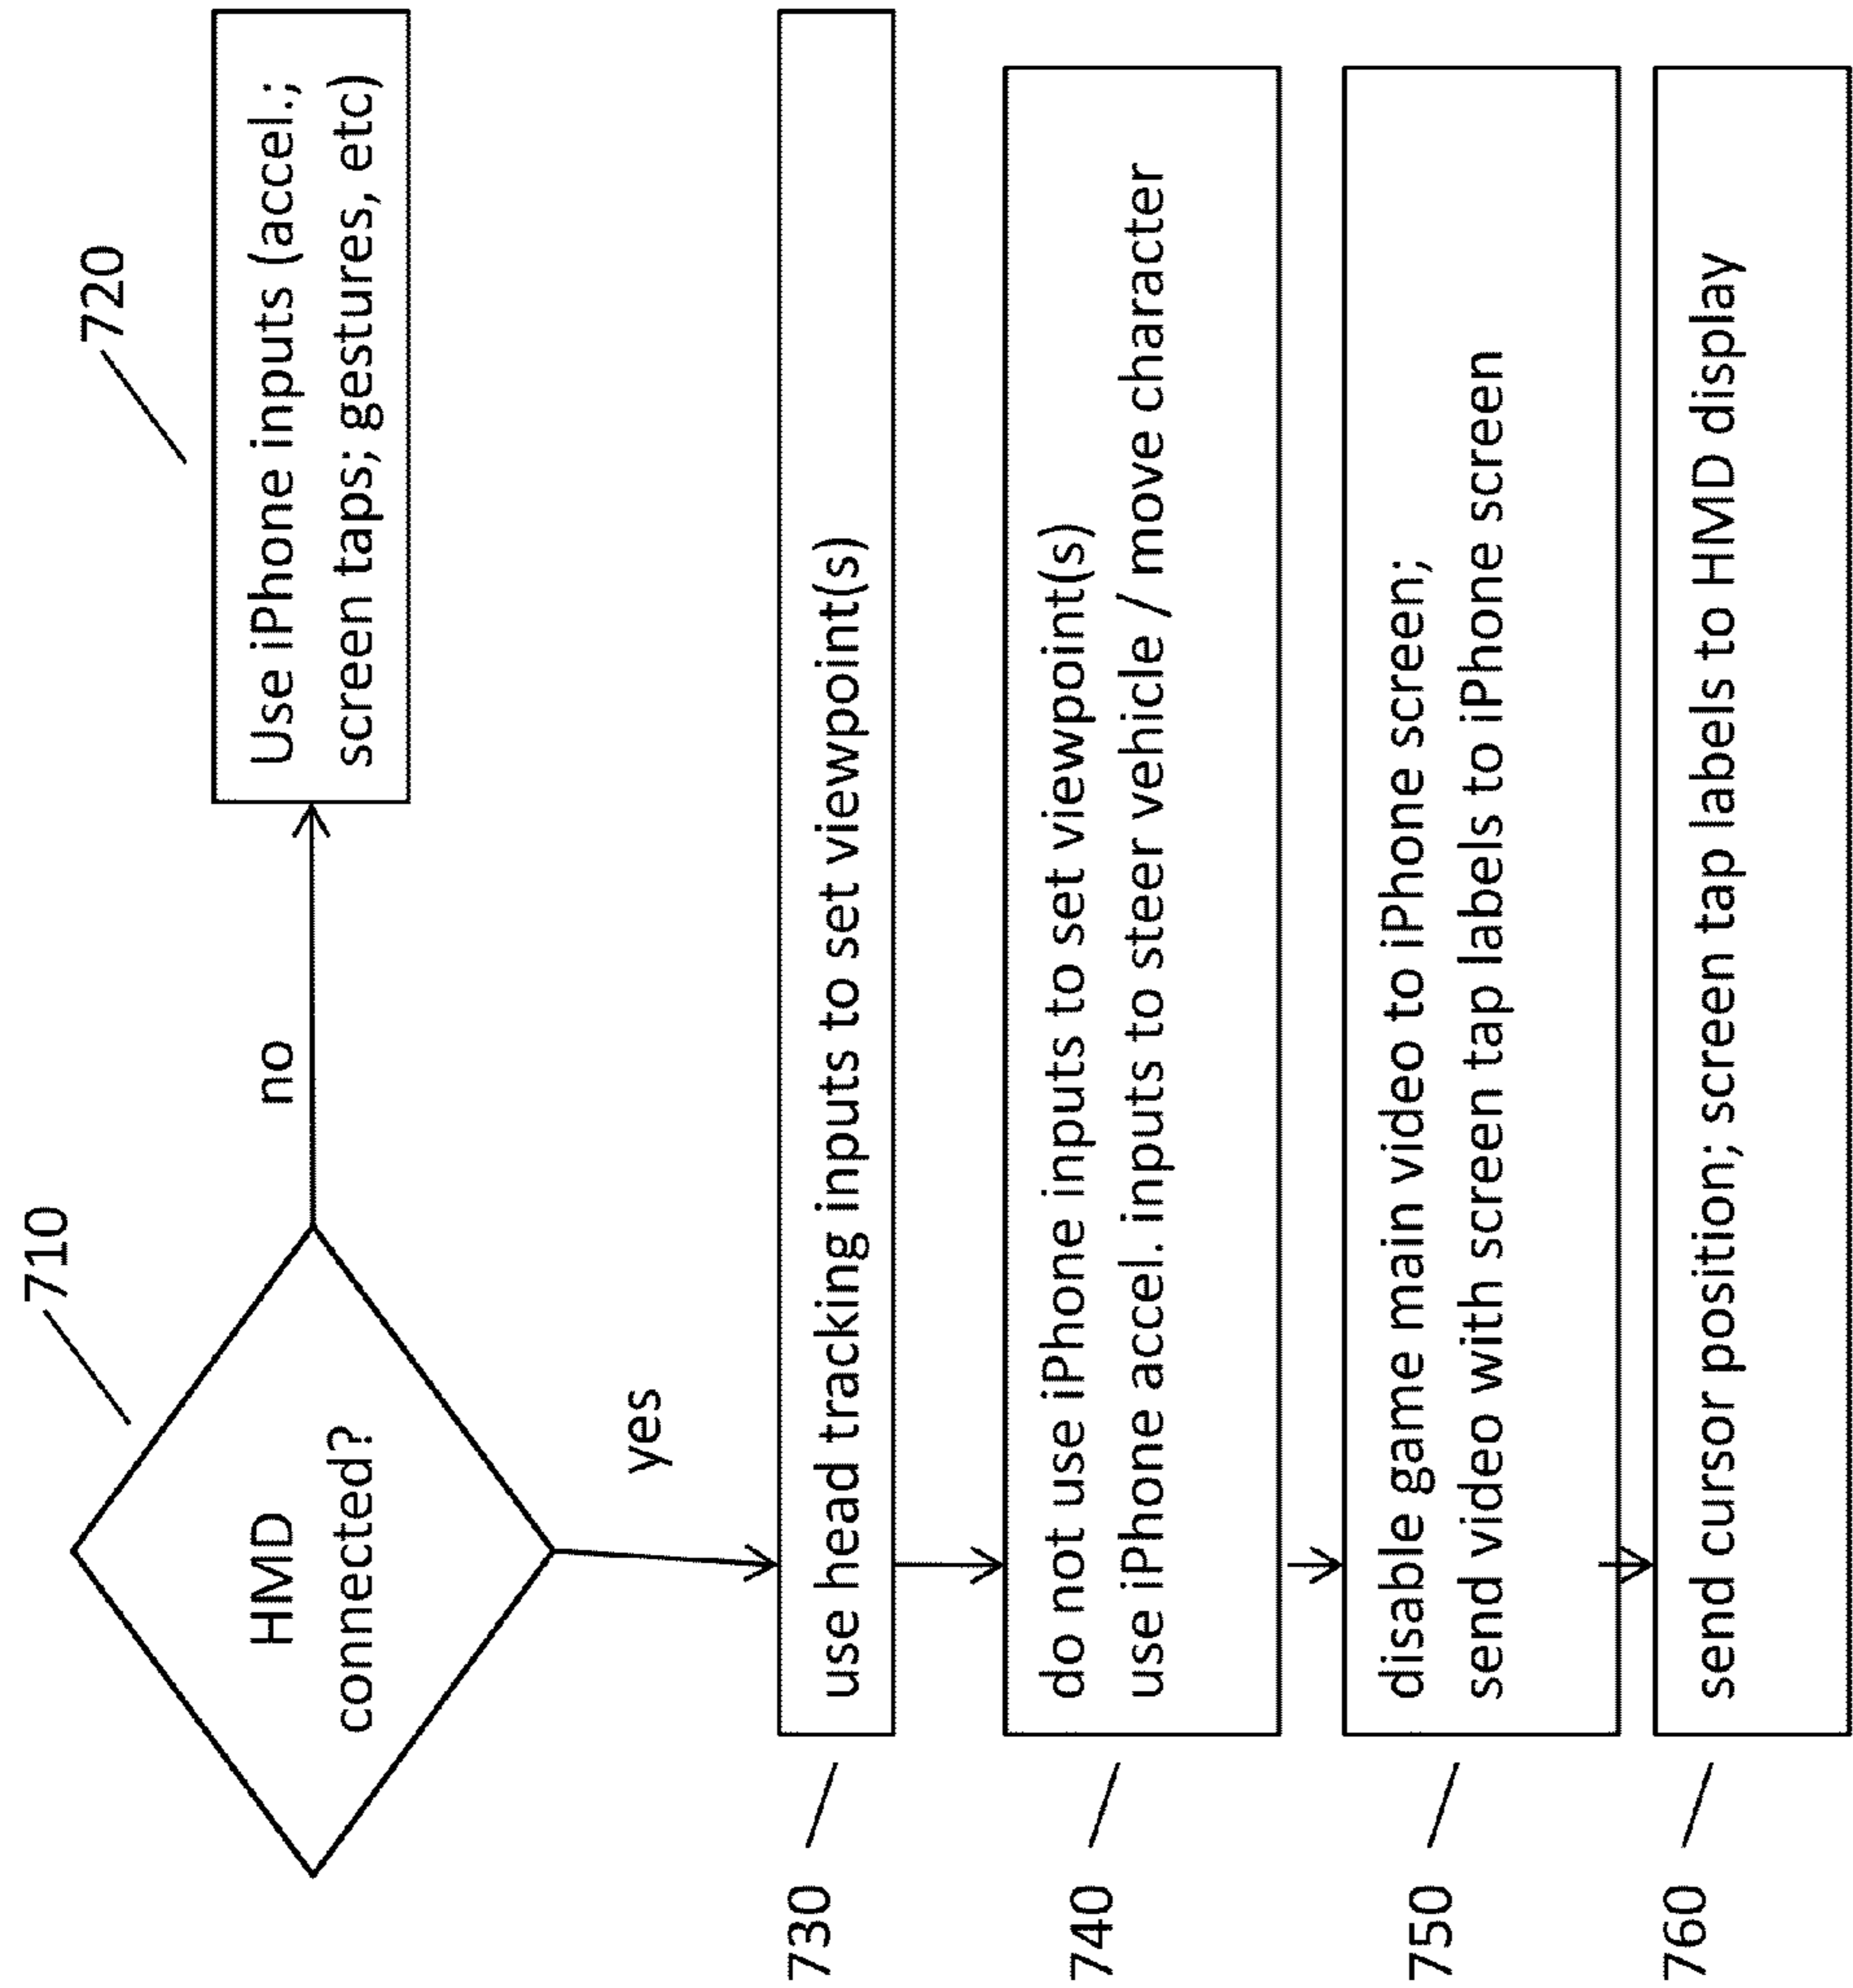 710
HMD
connected?
no
720
Use iPhone inputs (accel.;
screen taps; gestures, etc)
yes
730
use head tracking inputs to set viewpoint(s)
740
do not use iPhone inputs to set viewpoint(s)
use iPhone accel. inputs to steer vehicle / move character
750
disable game main video to iPhone screen;
send video with screen tap labels to iPhone screen
760
send cursor position; screen tap labels to HMD display